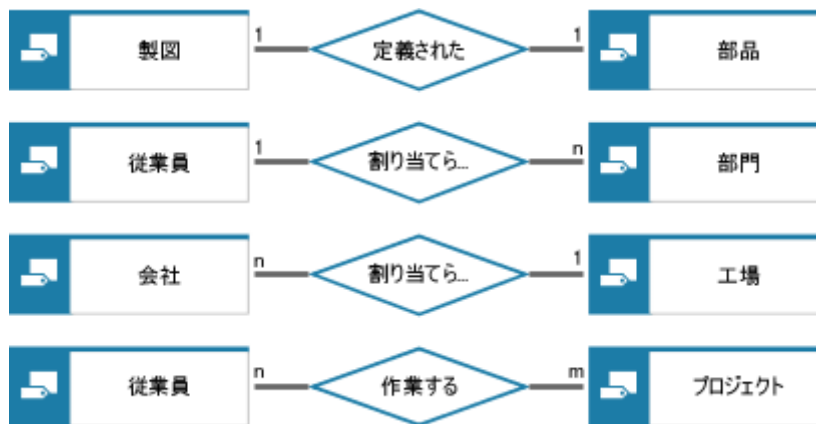 製図 1 定義された 1 部品
従業員 1 割り当てら... n 部門
会社 n 割り当てら... 1 工場
従業員 n 作業する m プロジェクト